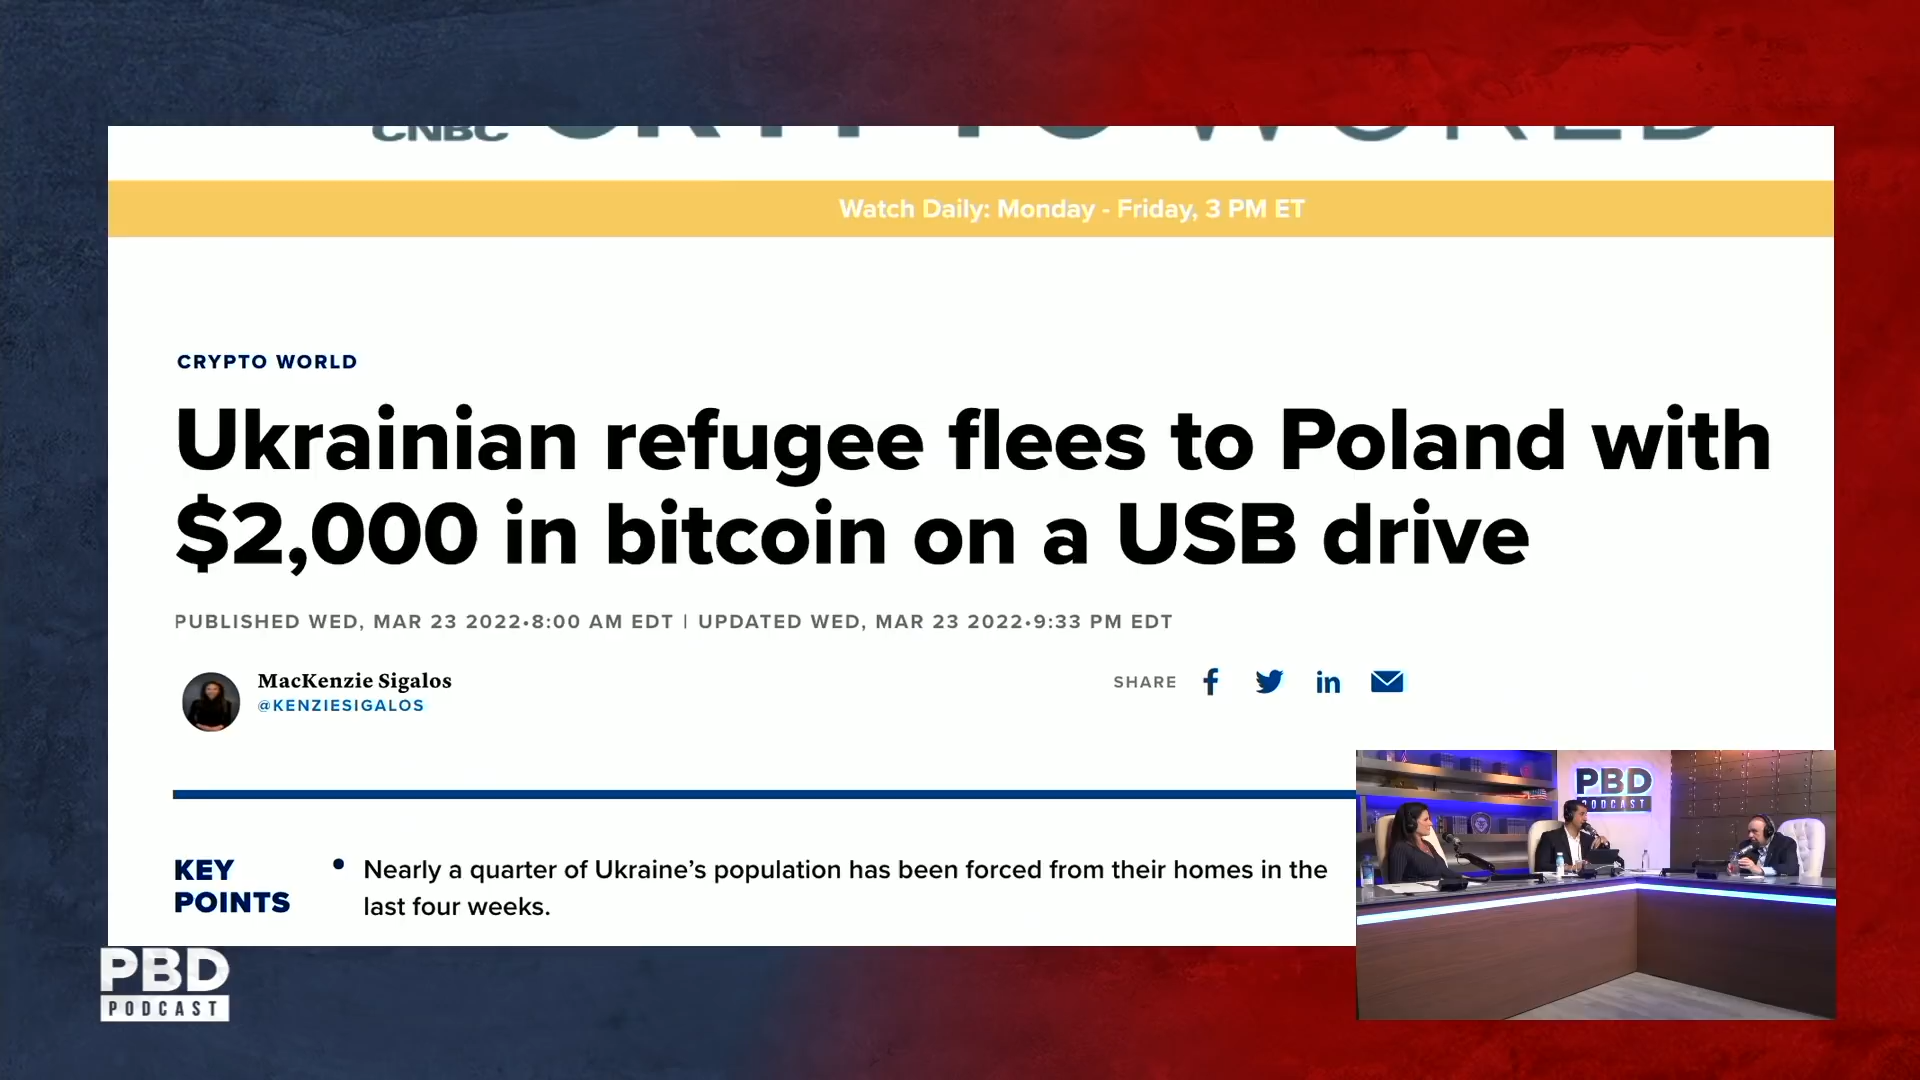 CNBC CRYPTO WORLD
Watch Daily: Monday - Friday, 3 PM ET
CRYPTO WORLD
Ukrainian refugee flees to Poland with
$2,000 in bitcoin on a USB drive
PUBLISHED WED, MAR 23 2022•8:00 AM EDT | UPDATED WED, MAR 23 2022•9:33 PM EDT
MacKenzie Sigalos
@KENZIESIGALOS
SHARE
KEY
POINTS
• Nearly a quarter of Ukraine’s population has been forced from their homes in the
last four weeks.
PBD
PODCAST
PBD
PODCAST